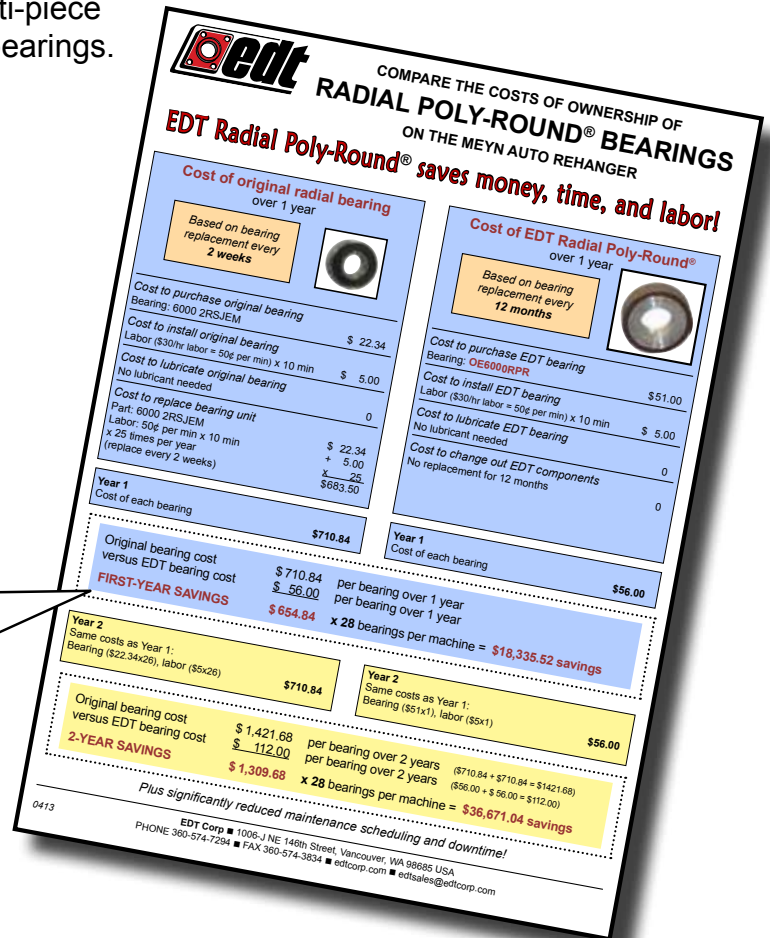 ti-piece
bearings.
edt
COMPARE THE COSTS OF OWNERSHIP OF
RADIAL POLY-ROUND® BEARINGS
ON THE MEYN AUTO REHANGER
EDT Radial Poly-Round® saves money, time, and labor!
Cost of original radial bearing
over 1 year
Based on bearing
replacement every
2 weeks
Cost to purchase original bearing
Bearing: 6000 2RSJEM $ 22.34
Cost to install original bearing
Labor ($30/hr labor = 50¢ per min) x 10 min $ 5.00
Cost to lubricate original bearing
No lubricant needed 0
Cost to replace bearing unit
Part: 6000 2RSJEM $ 22.34
Labor: 50¢ per min x 10 min + 5.00
x 25 times per year x 25
(replace every 2 weeks) $683.50
Year 1
Cost of each bearing $710.84
Cost of EDT Radial Poly-Round®
over 1 year
Based on bearing
replacement every
12 months
Cost to purchase EDT bearing
Bearing: OE6000RPR $51.00
Cost to install EDT bearing
Labor ($30/hr labor = 50¢ per min) x 10 min $ 5.00
Cost to lubricate EDT bearing
No lubricant needed 0
Cost to change out EDT components
No replacement for 12 months 0
Year 1
Cost of each bearing $56.00
Original bearing cost $ 710.84 per bearing over 1 year
versus EDT bearing cost $ 56.00 per bearing over 1 year
FIRST-YEAR SAVINGS $ 654.84 x 28 bearings per machine = $18,335.52 savings
Year 2
Same costs as Year 1:
Bearing ($22.34x26), labor ($5x26) $710.84
Year 2
Same costs as Year 1:
Bearing ($51x1), labor ($5x1) $56.00
Original bearing cost $ 1,421.68 per bearing over 2 years ($710.84 + $710.84 = $1421.68)
versus EDT bearing cost $ 112.00 per bearing over 2 years ($56.00 + $ 56.00 = $112.00)
2-YEAR SAVINGS $ 1,309.68 x 28 bearings per machine = $36,671.04 savings
Plus significantly reduced maintenance scheduling and downtime!
0413
EDT Corp ■ 1006-J NE 146th Street, Vancouver, WA 98685 USA
PHONE 360-574-7294 ■ FAX 360-574-3834 ■ edtcorp.com ■ edtsales@edtcorp.com